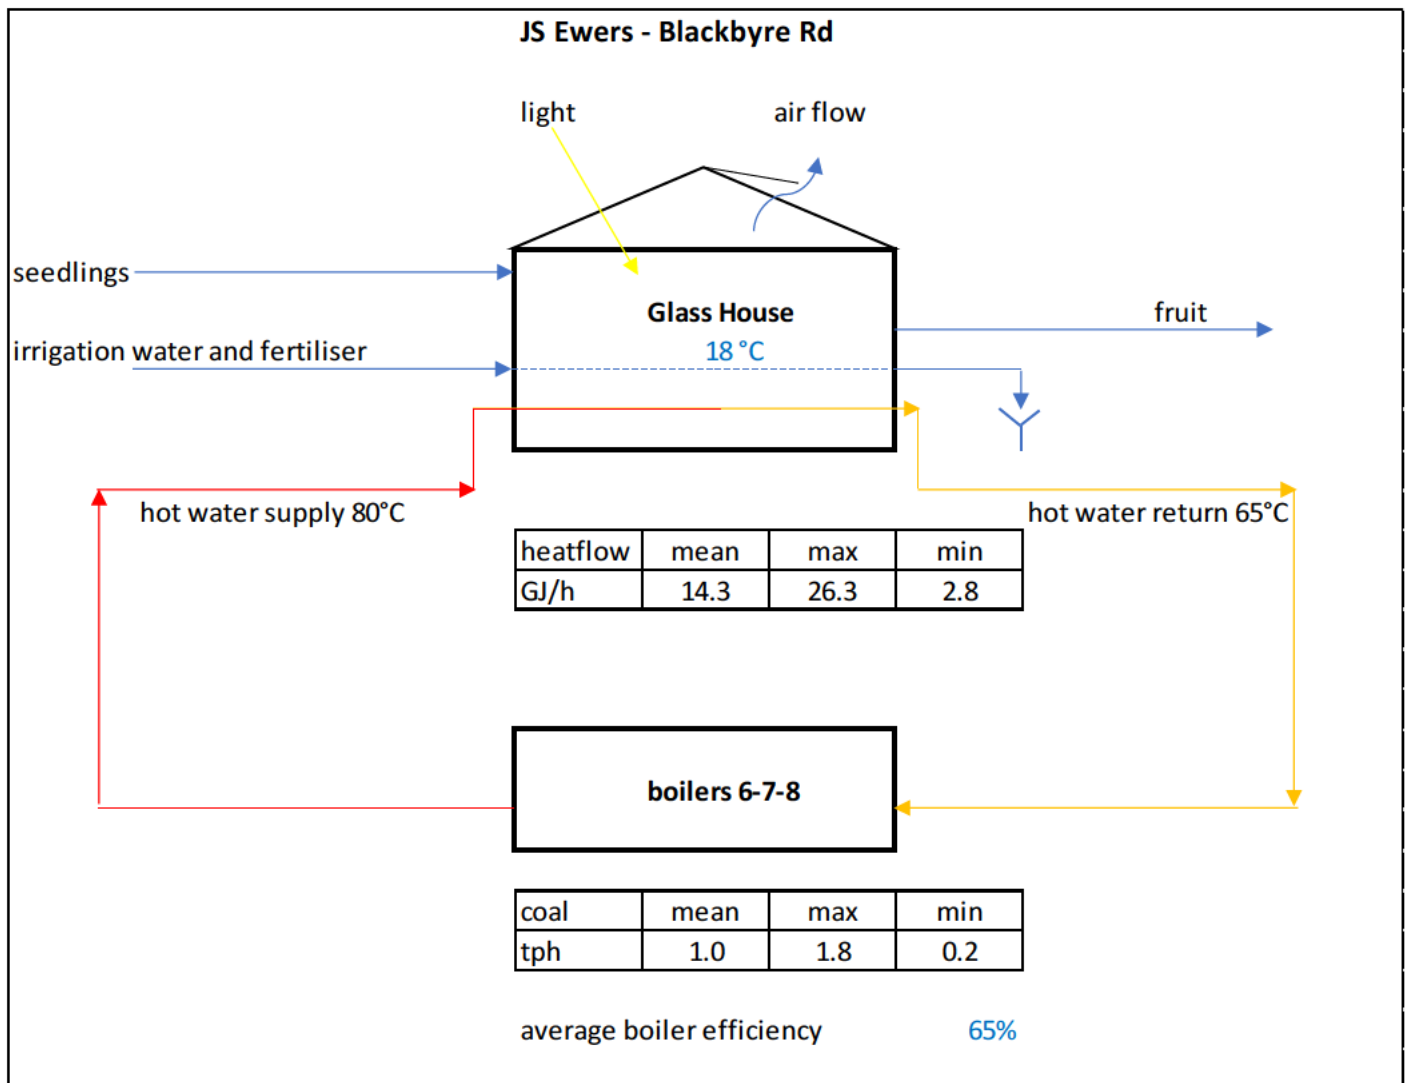 JS Ewers - Blackbyre Rd
light
air flow
seedlings
Glass House
fruit
irrigation water and fertiliser
18 °C
hot water supply 80°C
hot water return 65°C
heatflow mean max min
GJ/h 14.3 26.3 2.8
boilers 6-7-8
coal mean max min
tph 1.0 1.8 0.2
average boiler efficiency 65%